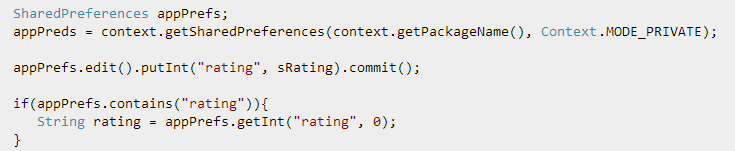 SharedPreferences appPrefs;
appPreds = context.getSharedPreferences(context.getPackageName(), Context.MODE_PRIVATE);
appPrefs.edit().putInt("rating", sRating).commit();
if(appPrefs.contains("rating")){
String rating = appPrefs.getInt("rating", 0);
}